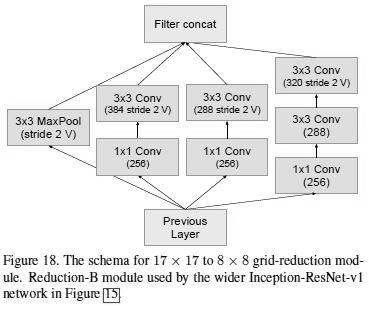 Filter concat
3x3 Conv
(320 stride 2 V)
3x3 Conv
(384 stride 2 V)
3x3 Conv
(288 stride 2 V)
3x3 MaxPool
(stride 2 V)
3x3 Conv
(288)
1x1 Conv
(256)
1x1 Conv
(256)
1x1 Conv
(256)
Previous
Layer
Figure 18. The schema for 17 × 17 to 8 × 8 grid-reduction mod-
ule. Reduction-B module used by the wider Inception-ResNet-v1
network in Figure 15.